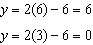 y = 2(6) − 6 = 6
y = 2(3) − 6 = 0